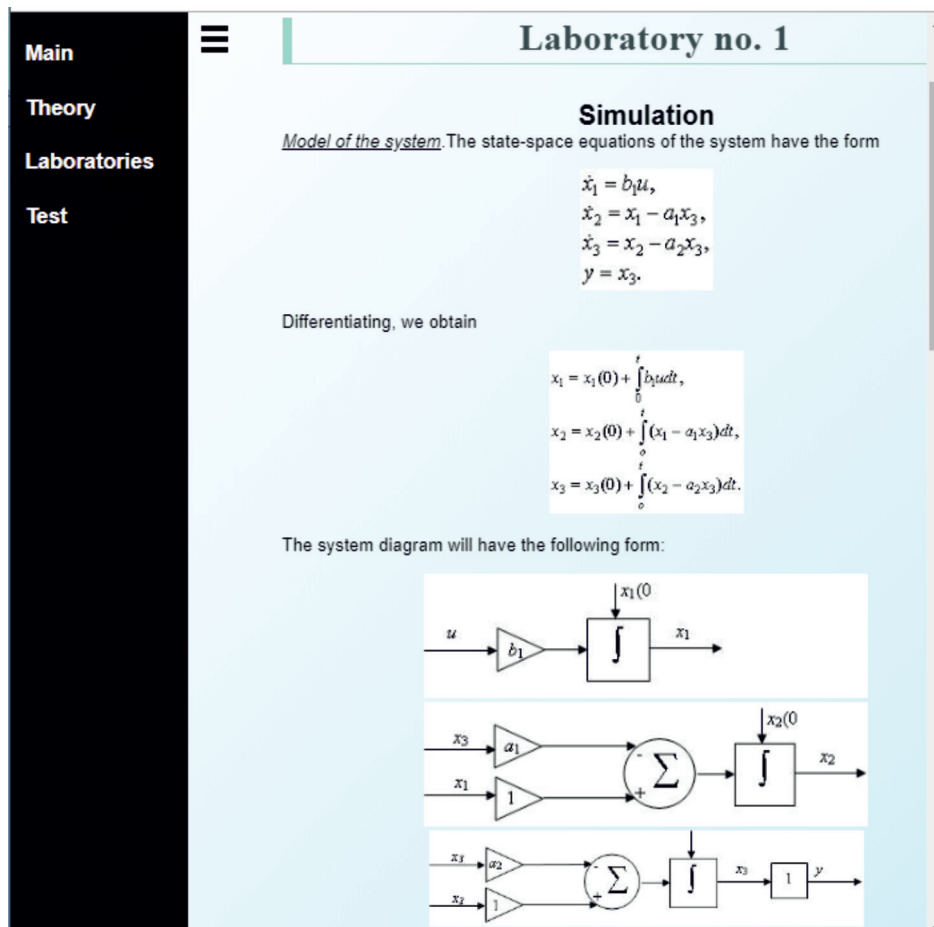 Main
Theory
Laboratories
Test
Laboratory no. 1
Simulation
Model of the system.The state-space equations of the system have the form
ẋ₁ = b₁u,
ẋ₂ = x₁ − a₁x₃,
ẋ₃ = x₂ − a₂x₃,
y = x₃.
Differentiating, we obtain
x₁ = x₁(0) + ∫₀ᵗ b₁udt,
x₂ = x₂(0) + ∫₀ᵗ (x₁ − a₁x₃)dt,
x₃ = x₃(0) + ∫₀ᵗ (x₂ − a₂x₃)dt.
The system diagram will have the following form:
x₁(0
u b₁ ∫ x₁
x₂(0
x₃ a₁ - Σ ∫ x₂
x₁ 1 +
x₃ a₂ - Σ ∫ x₃ 1 y
1 +